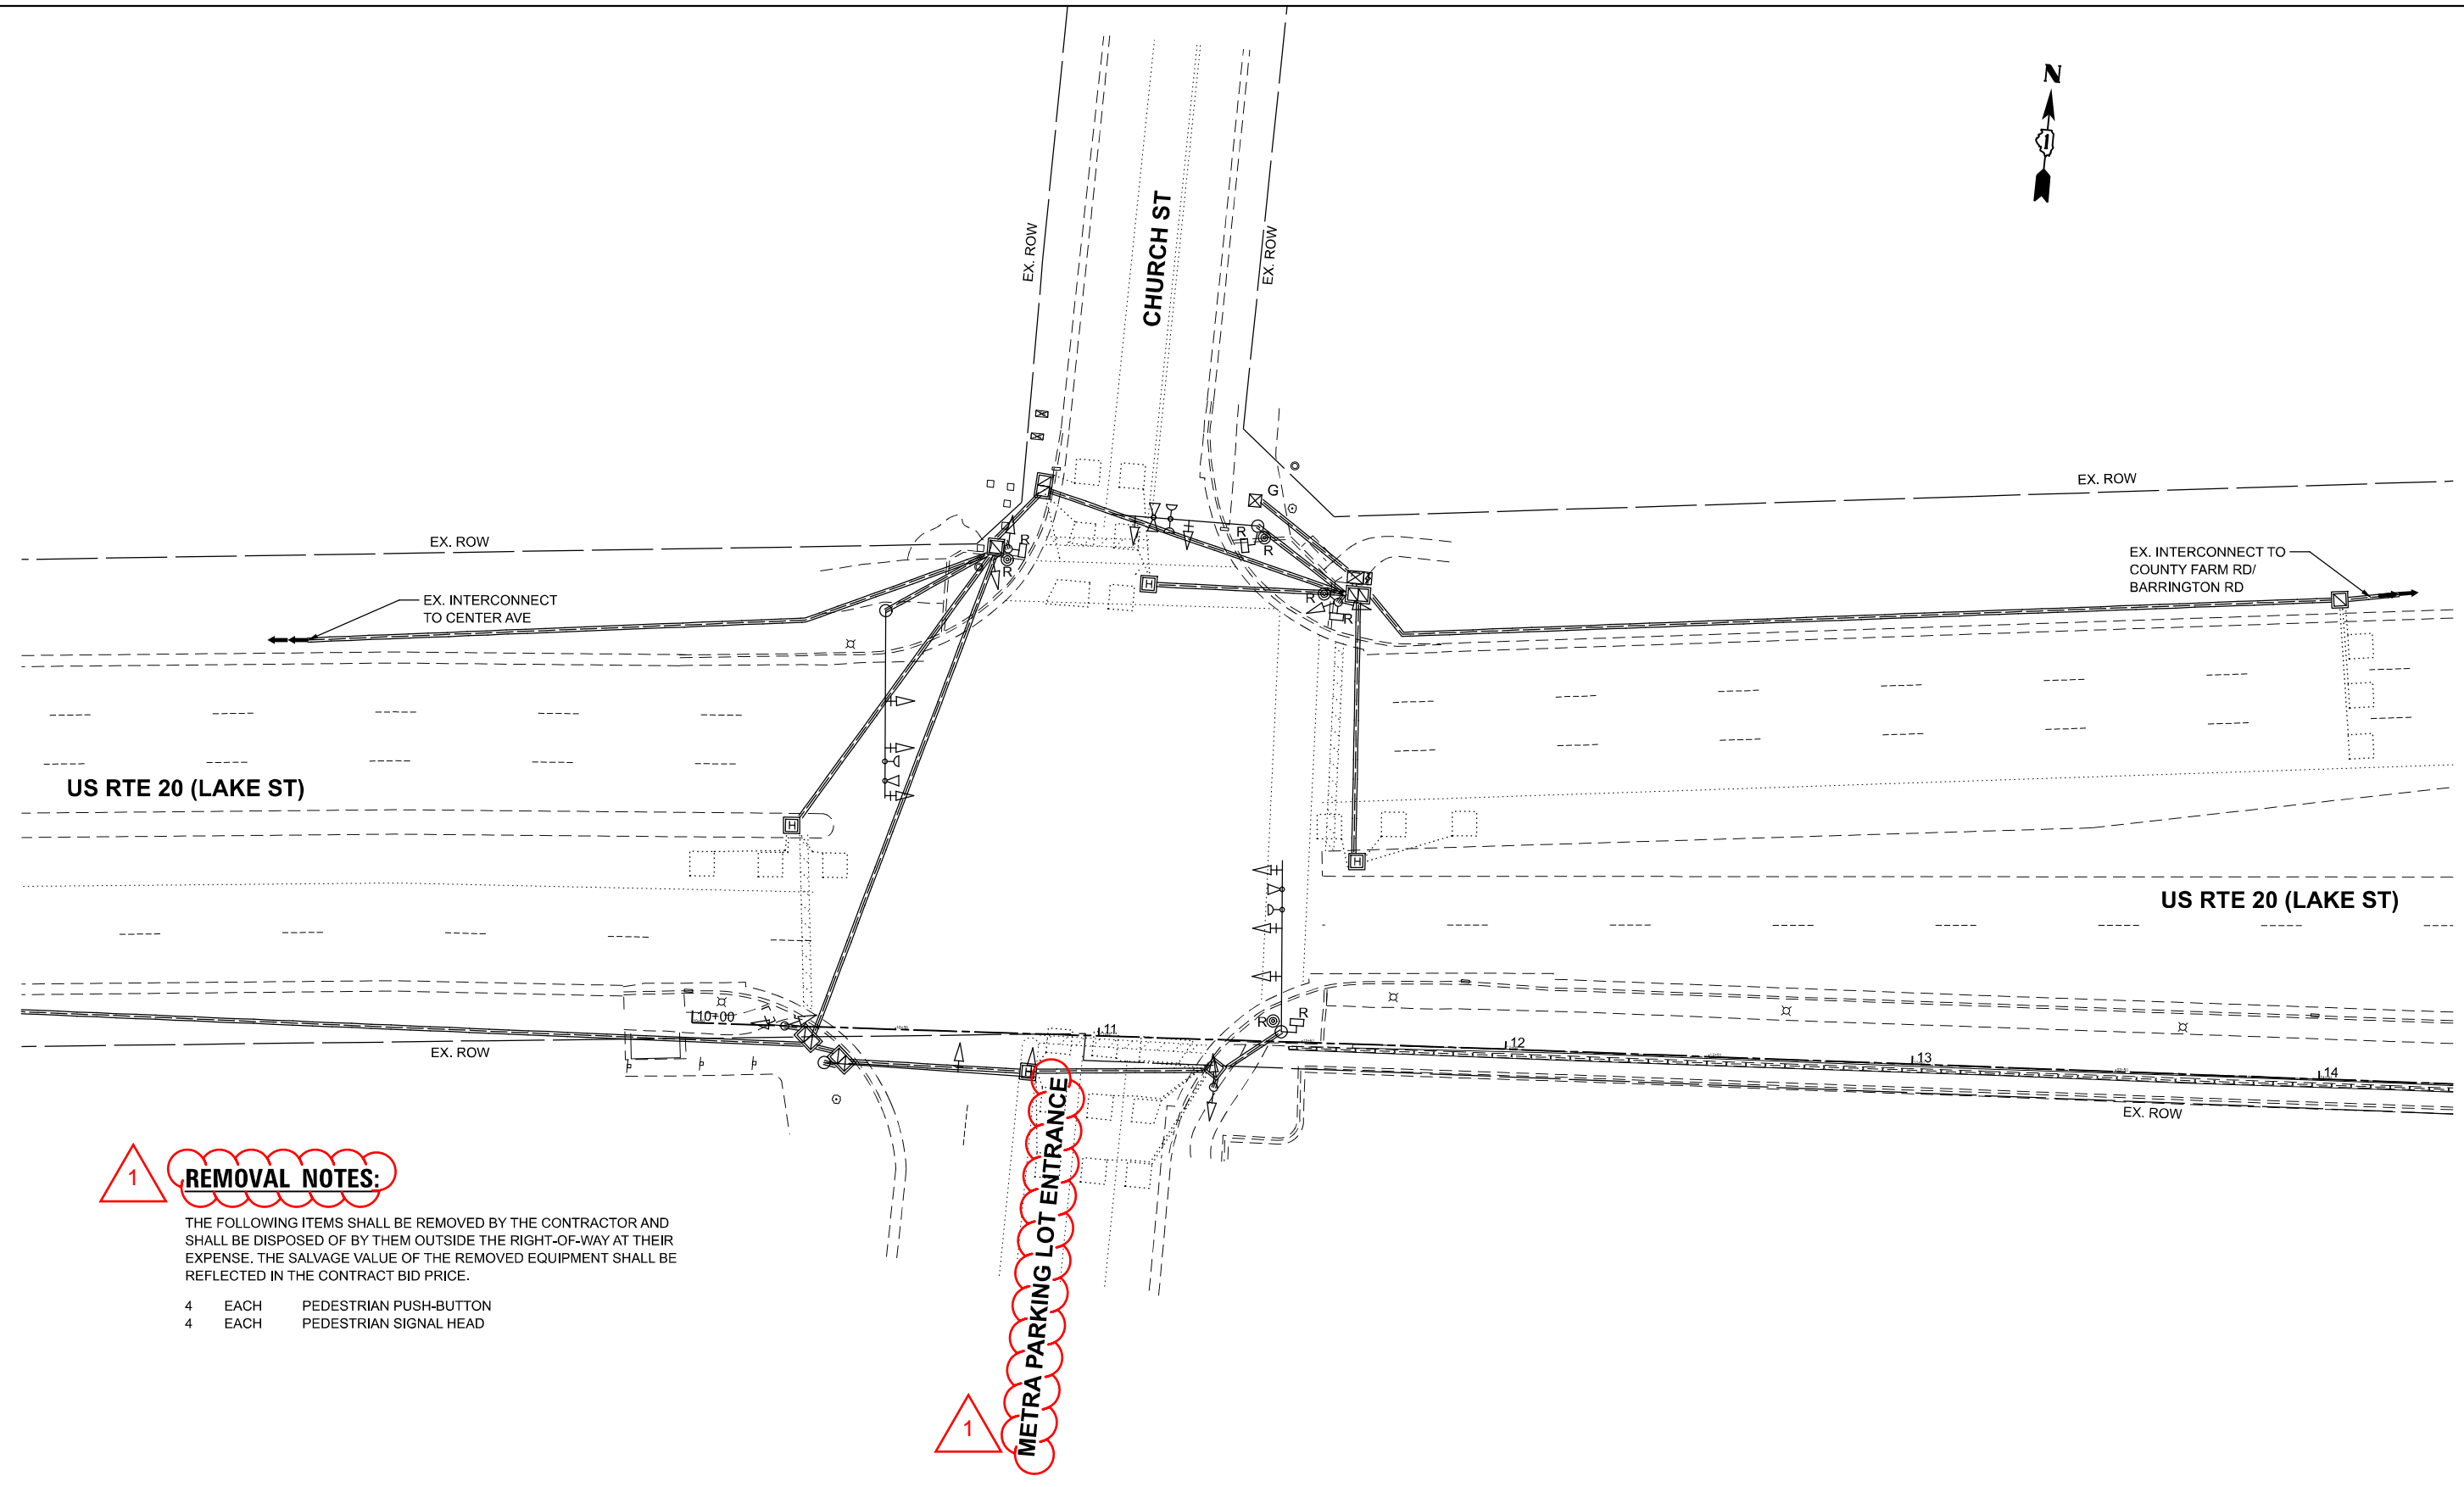 N
1
CHURCH ST
EX. ROW
EX. ROW
EX. ROW
EX. ROW
G
R
R
R
R
R
R
H
EX. INTERCONNECT
TO CENTER AVE
EX. INTERCONNECT TO
COUNTY FARM RD/
BARRINGTON RD
US RTE 20 (LAKE ST)
H
H
US RTE 20 (LAKE ST)
10+00
11
12
13
14
R
R
H
EX. ROW
EX. ROW
METRA PARKING LOT ENTRANCE
1
1
REMOVAL NOTES:
THE FOLLOWING ITEMS SHALL BE REMOVED BY THE CONTRACTOR AND
SHALL BE DISPOSED OF BY THEM OUTSIDE THE RIGHT-OF-WAY AT THEIR
EXPENSE. THE SALVAGE VALUE OF THE REMOVED EQUIPMENT SHALL BE
REFLECTED IN THE CONTRACT BID PRICE.
4 EACH PEDESTRIAN PUSH-BUTTON
4 EACH PEDESTRIAN SIGNAL HEAD